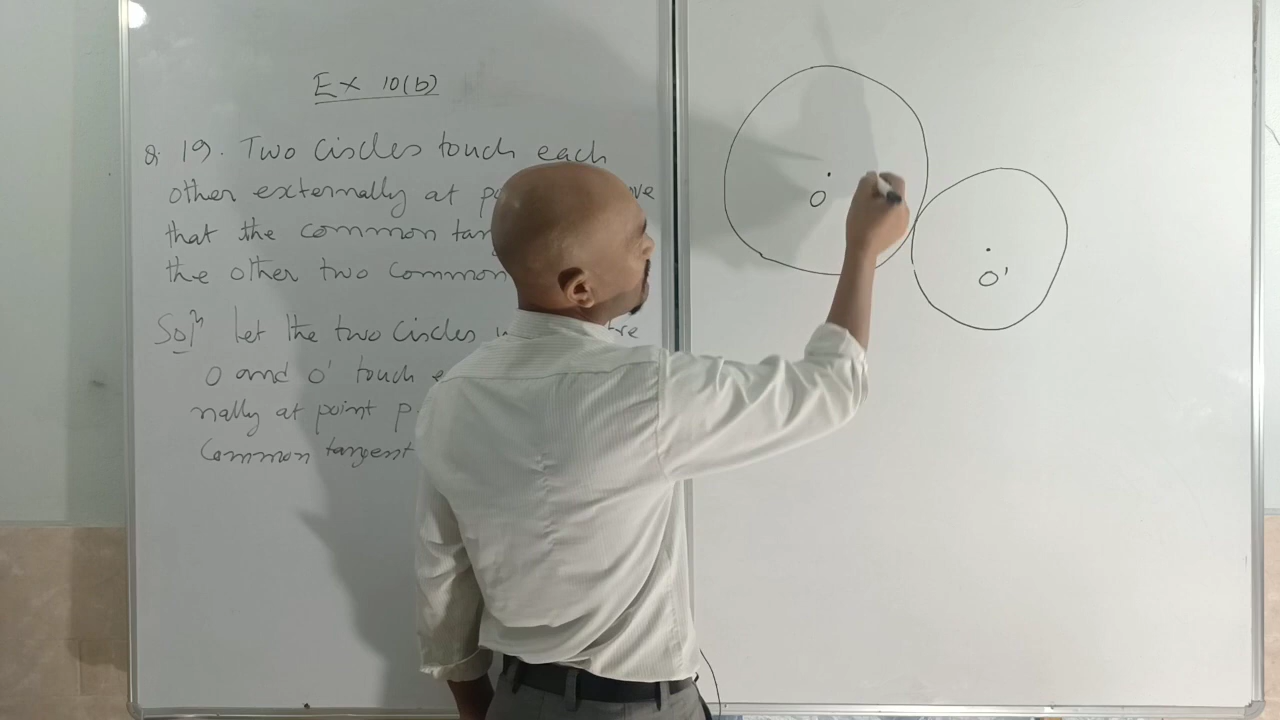 Ex 10(b)
Q. 19. Two Circles touch each
other externally at
that the common
the other two common
Soln Let the two Circles
O and O' touch
nally at point P.
Common tangent
O
O'